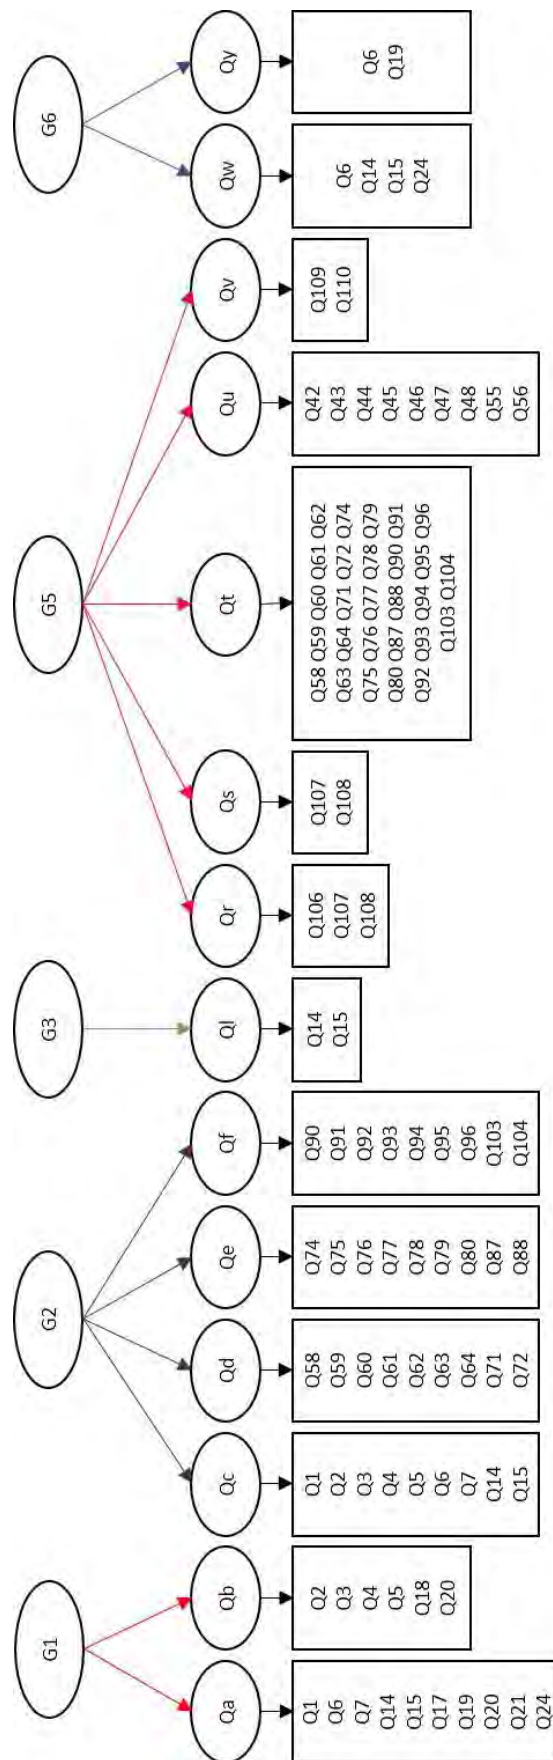 G1
G2
G3
G5
G6
Qa
Qb
Qc
Qd
Qe
Qf
Ql
Qr
Qs
Qt
Qu
Qv
Qw
Qy
Q1
Q6
Q7
Q14
Q15
Q17
Q19
Q20
Q21
Q24
Q2
Q3
Q4
Q5
Q18
Q20
Q1
Q2
Q3
Q4
Q5
Q6
Q7
Q14
Q15
Q58
Q59
Q60
Q61
Q62
Q63
Q64
Q71
Q72
Q74
Q75
Q76
Q77
Q78
Q79
Q80
Q87
Q88
Q90
Q91
Q92
Q93
Q94
Q95
Q96
Q103
Q104
Q14
Q15
Q106
Q107
Q108
Q107
Q108
Q58 Q59 Q60 Q61 Q62
Q63 Q64 Q71 Q72 Q74
Q75 Q76 Q77 Q78 Q79
Q80 Q87 Q88 Q90 Q91
Q92 Q93 Q94 Q95 Q96
Q103 Q104
Q42
Q43
Q44
Q45
Q46
Q47
Q48
Q55
Q56
Q109
Q110
Q6
Q14
Q15
Q24
Q6
Q19